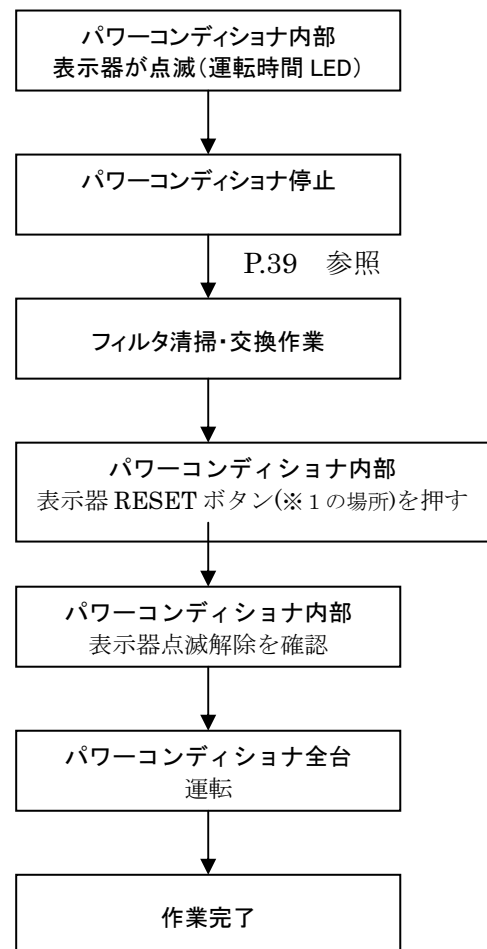 パワーコンディショナ内部
表示器が点滅(運転時間 LED)
パワーコンディショナ停止
P.39　参照
フィルタ清掃・交換作業
パワーコンディショナ内部
表示器 RESET ボタン(※１の場所)を押す
パワーコンディショナ内部
表示器点滅解除を確認
パワーコンディショナ全台
運転
作業完了